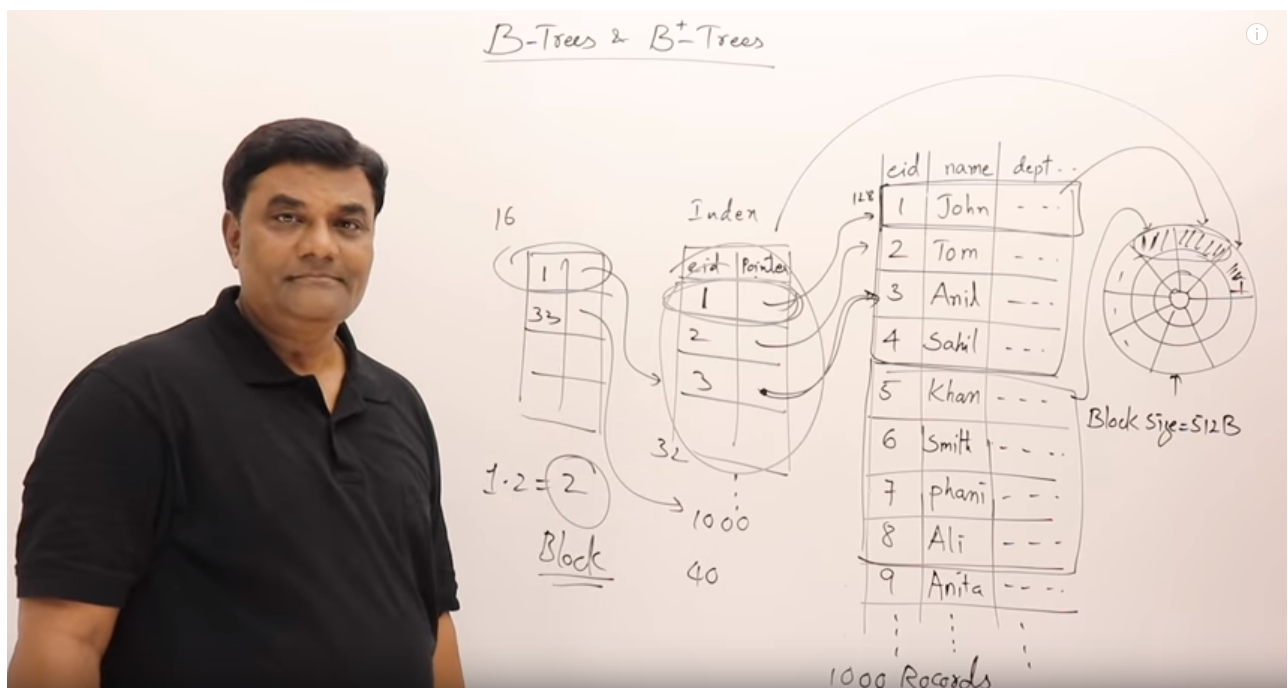 B-Trees & B+-Trees
16
1
33
1·2 = 2
Block
Index
eid Pointer
1
2
3
32
1000
40
128
eid name dept..
1 John ---
2 Tom ---
3 Anil ---
4 Sahil ---
5 Khan ---
6 Smith ---
7 phani ---
8 Ali ---
9 Anita ---
1000 Rocords
Block Size=512B